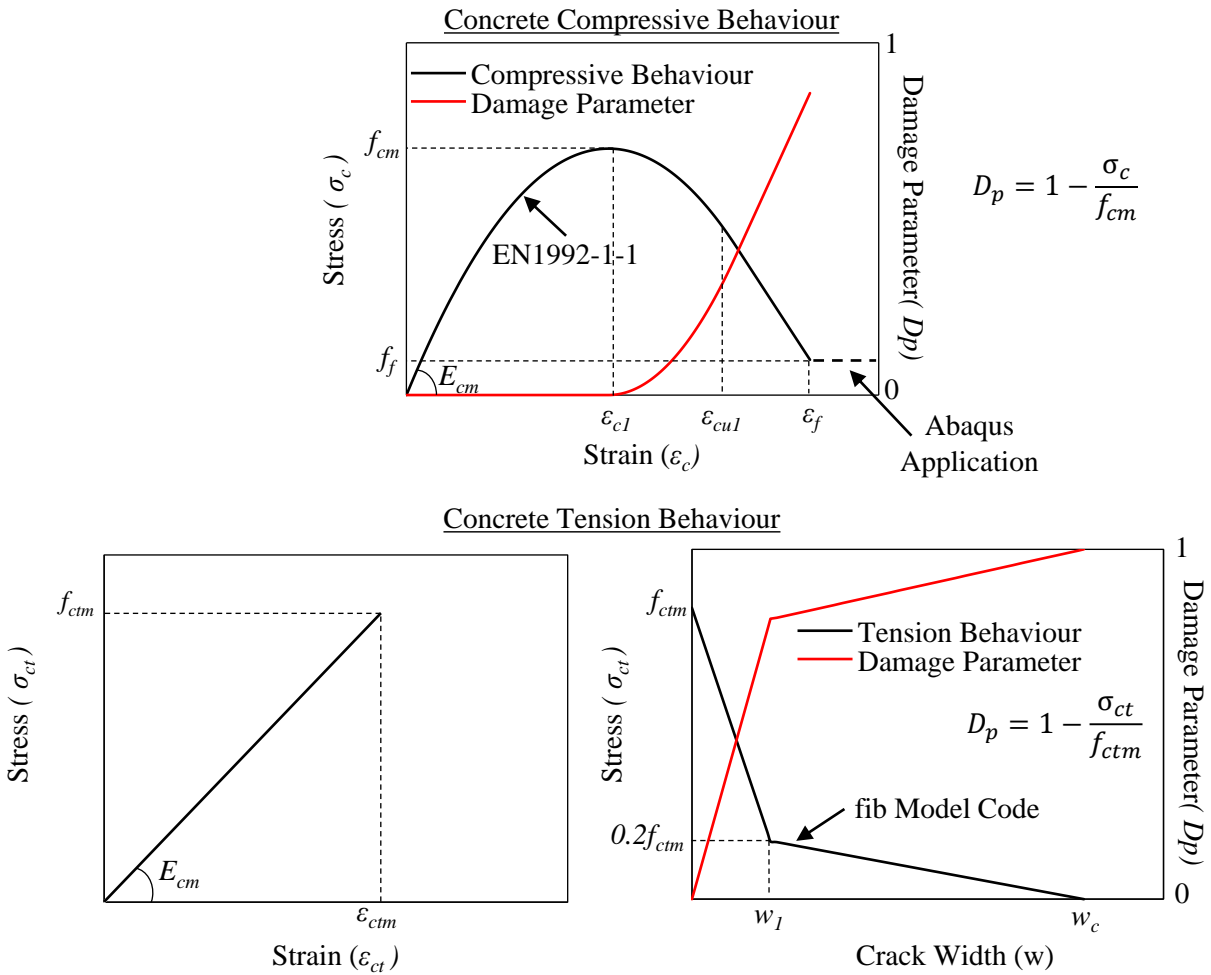 Concrete Compressive Behaviour
Compressive Behaviour
Damage Parameter
f_cm
EN1992-1-1
f_f
E_cm
Stress ( σ_c )
1
Damage Parameter( Dp)
0
D_p = 1 - σ_c / f_cm
ε_c1
ε_cu1
ε_f
Strain (ε_c)
Abaqus
Application
Concrete Tension Behaviour
f_ctm
Stress ( σ_ct )
E_cm
ε_ctm
Strain (ε_ct)
f_ctm
Tension Behaviour
Damage Parameter
Stress ( σ_ct )
D_p = 1 - σ_ct / f_ctm
fib Model Code
0.2f_ctm
1
Damage Parameter( Dp)
0
w_1
w_c
Crack Width (w)